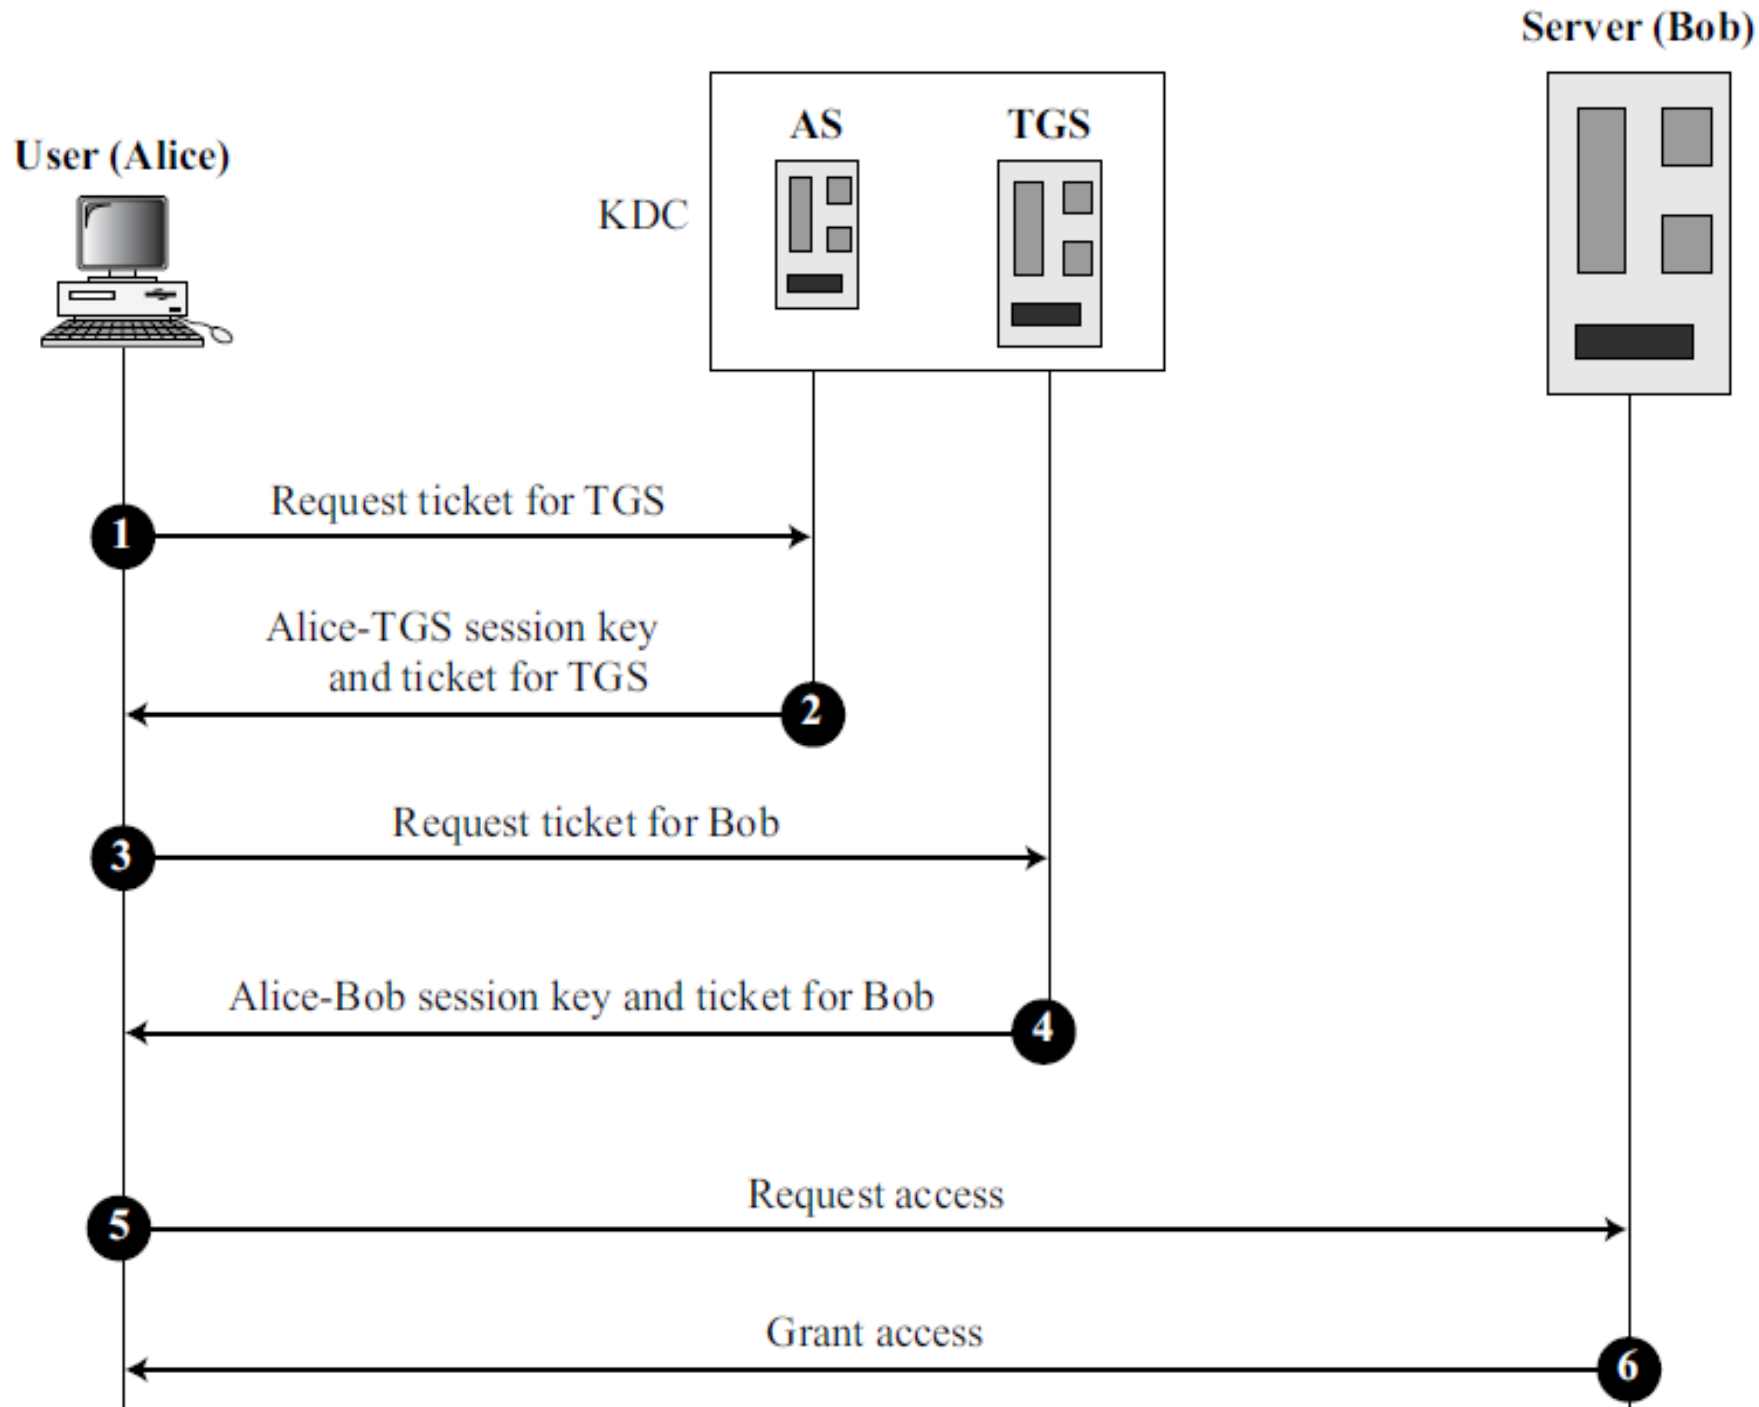 Server (Bob)
AS
TGS
User (Alice)
KDC
Request ticket for TGS
1
Alice-TGS session key
and ticket for TGS
2
Request ticket for Bob
3
Alice-Bob session key and ticket for Bob
4
Request access
5
Grant access
6